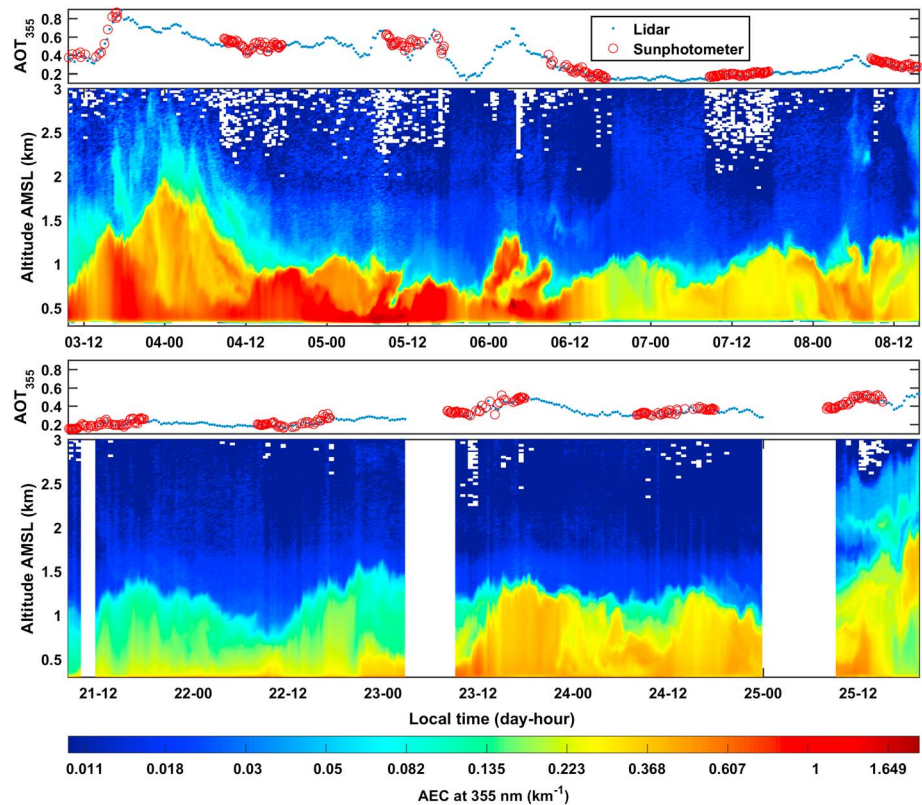 AOT355
0.8
0.6
0.4
0.2
Lidar
Sunphotometer
Altitude AMSL (km)
3
2.5
2
1.5
1
0.5
03-12 04-00 04-12 05-00 05-12 06-00 06-12 07-00 07-12 08-00 08-12
AOT355
0.8
0.6
0.4
0.2
Altitude AMSL (km)
3
2.5
2
1.5
1
0.5
21-12 22-00 22-12 23-00 23-12 24-00 24-12 25-00 25-12
Local time (day-hour)
0.011 0.018 0.03 0.05 0.082 0.135 0.223 0.368 0.607 1 1.649
AEC at 355 nm (km-1)